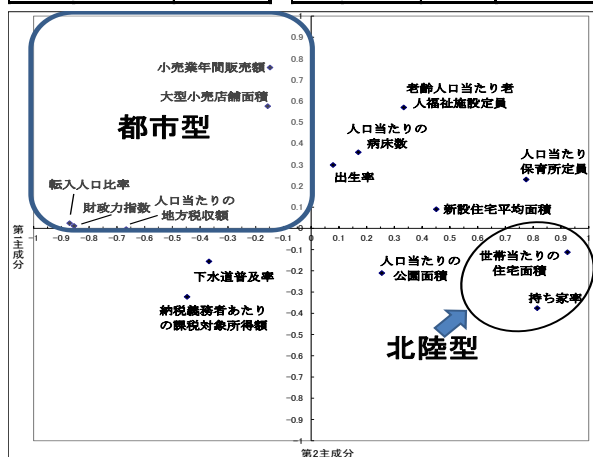 1
0.9
小売業年間販売額
0.8
0.7
大型小売店舗面積
老齢人口当たり老
人福祉施設定員
0.6
都市型
0.5
人口当たりの
病床数
0.4
人口当たり
保育所定員
0.3
出生率
転入人口比率
0.2
財政力指数
人口当たりの
地方税収額
0.1
新設住宅平均面積
第一主成分
-1 -0.9 -0.8 -0.7 -0.6 -0.5 -0.4 -0.3 -0.2 -0.1 0 0.1 0.2 0.3 0.4 0.5 0.6 0.7 0.8 0.9 1
-0.1
下水道普及率
人口当たりの
公園面積
世帯当たりの
住宅面積
-0.2
-0.3
納税義務者あたり
の課税対象所得額
持ち家率
-0.4
-0.5
北陸型
-0.6
-0.7
-0.8
-0.9
-1
第2主成分